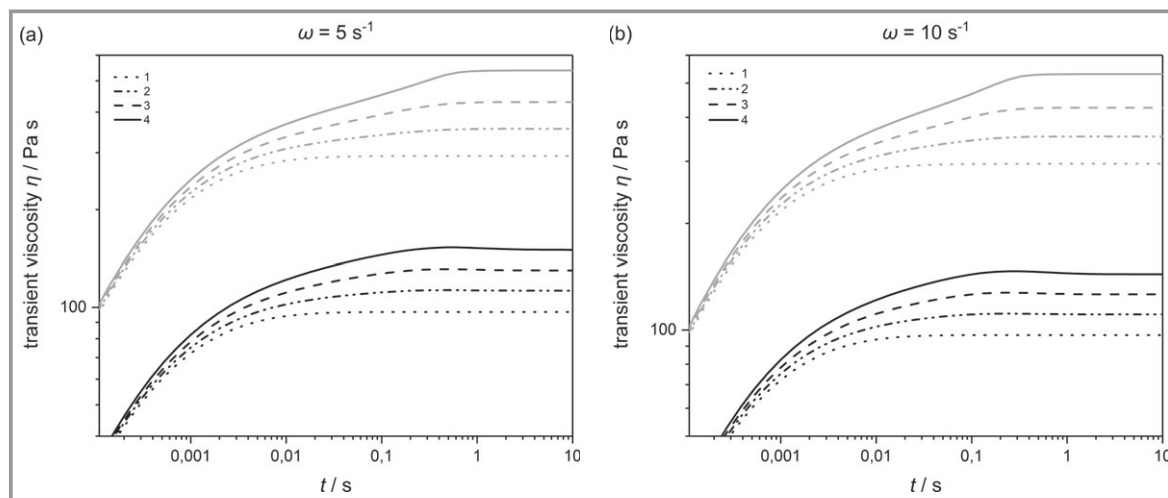 (a)
ω = 5 s⁻¹
1
2
3
4
transient viscosity η / Pa s
100
0,001
0,01
0,1
1
10
t / s
(b)
ω = 10 s⁻¹
1
2
3
4
transient viscosity η / Pa s
100
0,001
0,01
0,1
1
10
t / s